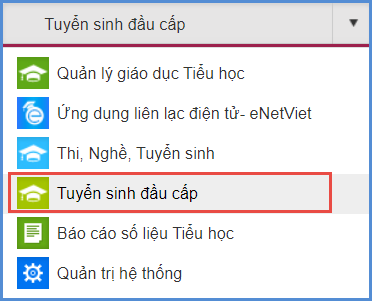 Tuyển sinh đầu cấp
Quản lý giáo dục Tiểu học
Ứng dụng liên lạc điện tử- eNetViet
Thi, Nghề, Tuyển sinh
Tuyển sinh đầu cấp
Báo cáo số liệu Tiểu học
Quản trị hệ thống